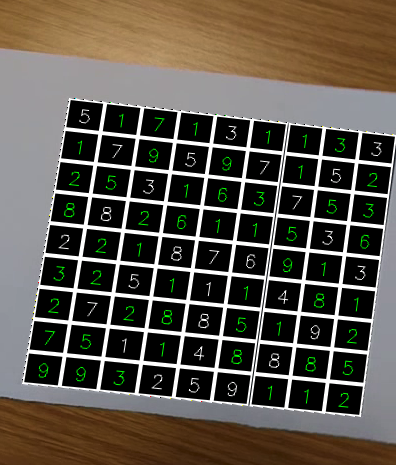 5 1 7 1 3 1 1 3 3
1 7 9 5 9 7 1 5 2
2 5 3 1 6 3 7 5 3
8 8 2 6 1 1 5 3 6
2 2 1 8 7 6 9 1 3
3 2 5 1 1 1 4 8 1
2 7 2 8 8 5 1 9 2
7 5 1 1 4 8 8 8 5
9 9 3 2 5 9 1 1 2